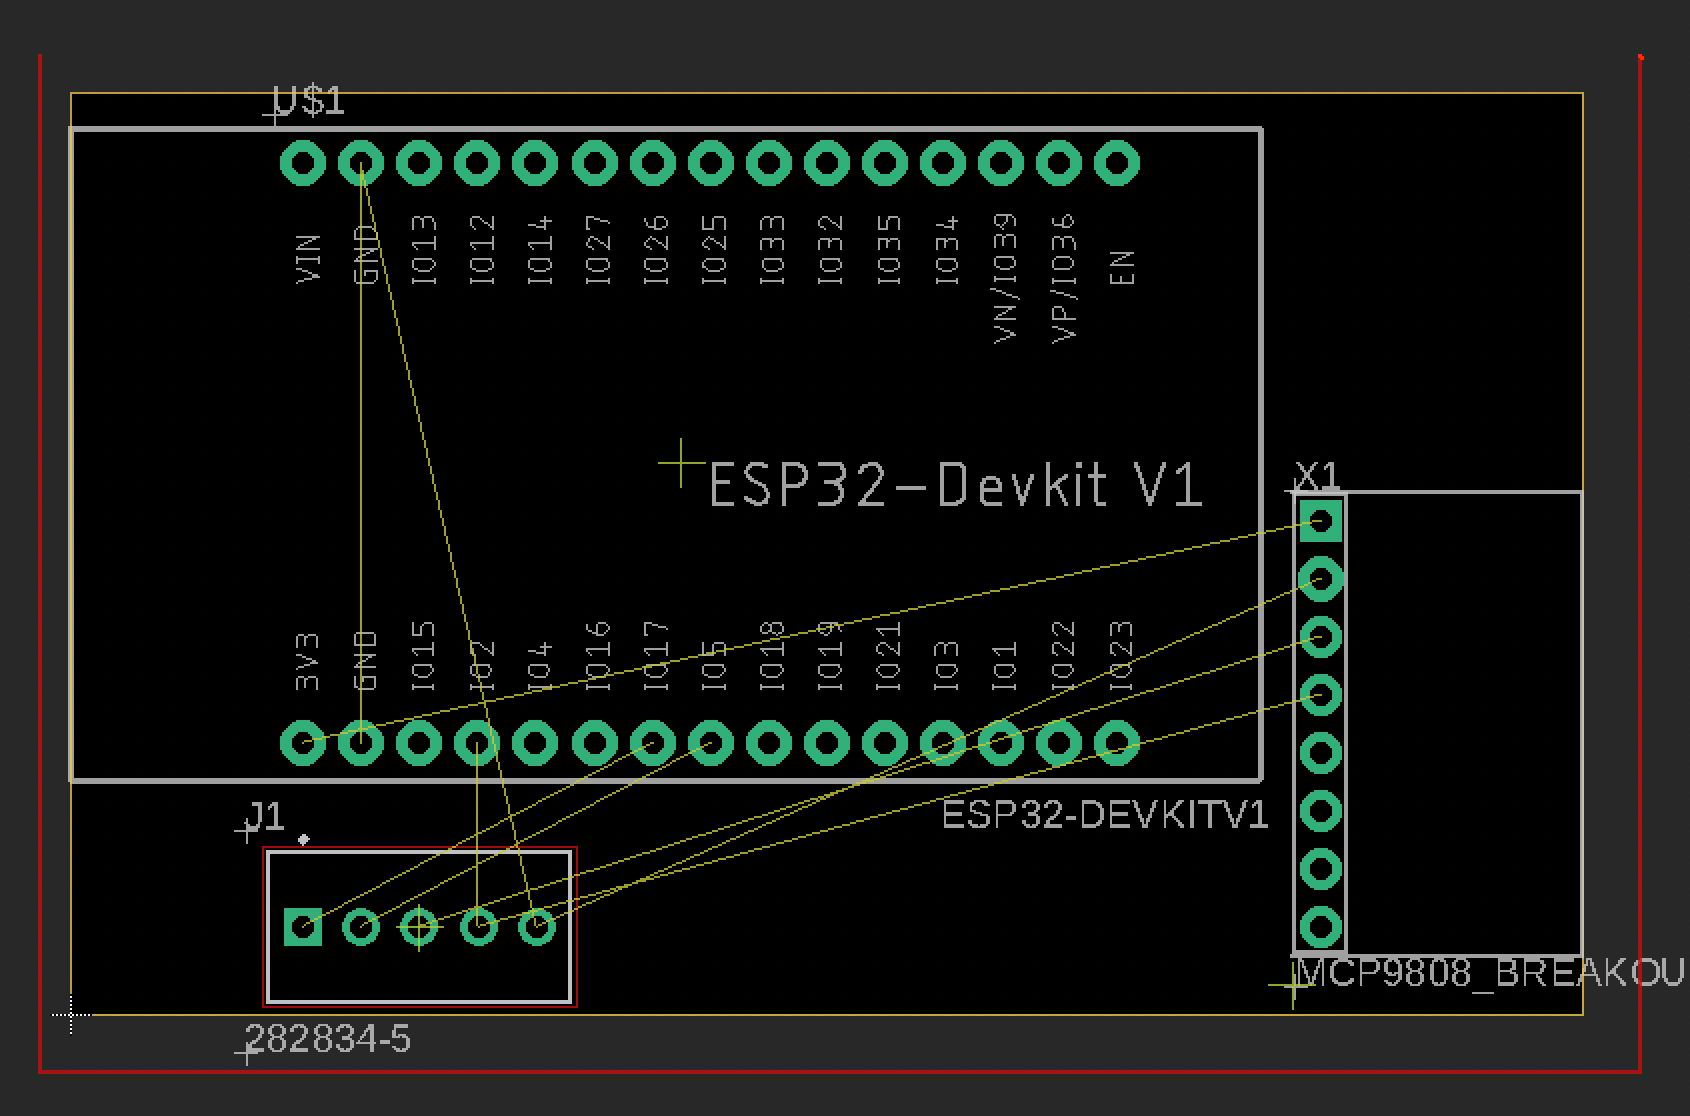 U$1
VIN
GND
IO13
IO12
IO14
IO27
IO26
IO25
IO33
IO32
IO35
IO34
VN/IO39
VP/IO36
EN
ESP32-Devkit V1
X1
3V3
GND
IO15
IO2
IO4
IO16
IO17
IO5
IO18
IO19
IO21
IO3
IO1
IO22
IO23
J1
ESP32-DEVKITV1
MCP9808_BREAKOU
282834-5